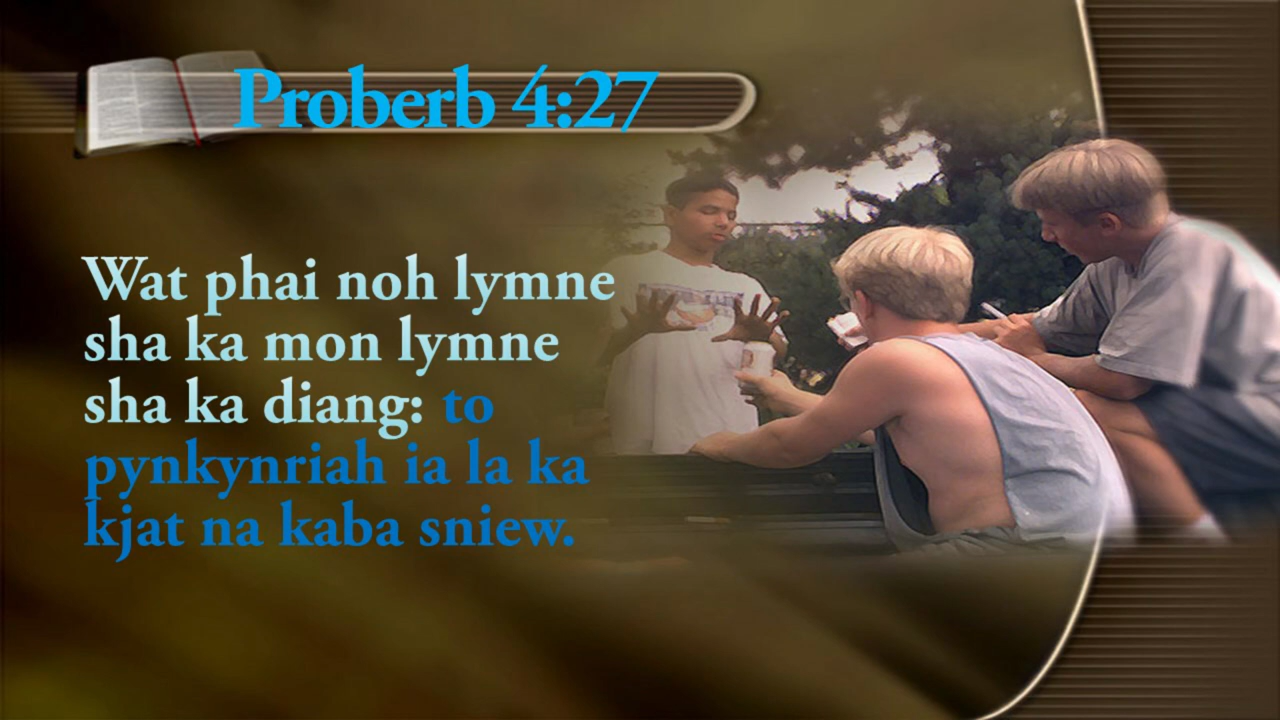 Proberb 4:27
Wat phai noh lymne
sha ka mon lymne
sha ka diang: to
pynkynriah ia la ka
kjat na kaba sniew.